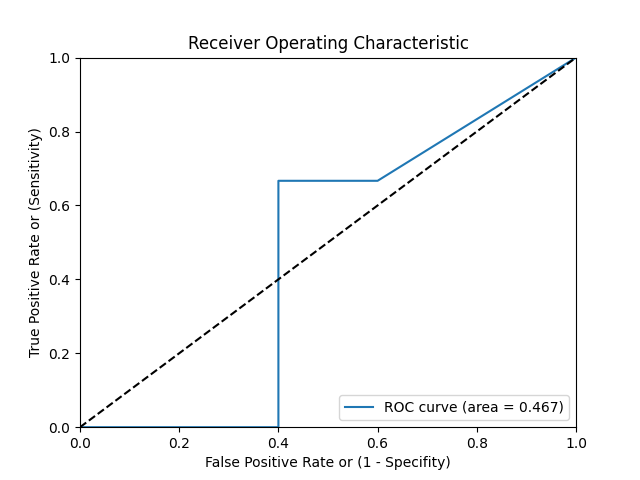 Receiver Operating Characteristic
1.0
0.8
0.6
0.4
0.2
0.0
True Positive Rate or (Sensitivity)
ROC curve (area = 0.467)
0.0 0.2 0.4 0.6 0.8 1.0
False Positive Rate or (1 - Specifity)